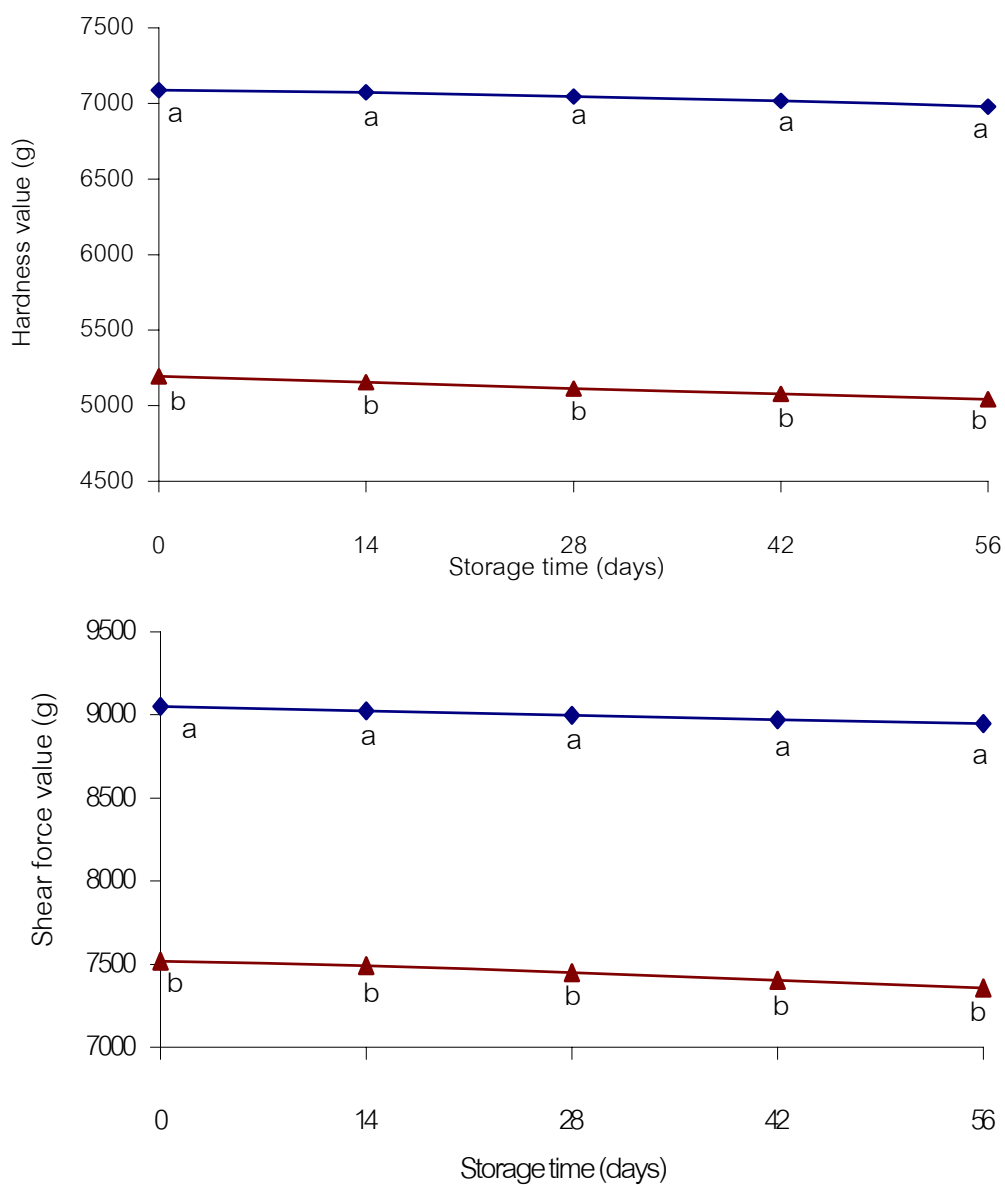 7500
7000
6500
6000
5500
5000
4500
Hardness value (g)
a a a a a
b b b b b
0 14 28 42 56
Storage time (days)
9500
9000
8500
8000
7500
7000
Shear force value (g)
a a a a a
b b b b b
0 14 28 42 56
Storage time (days)